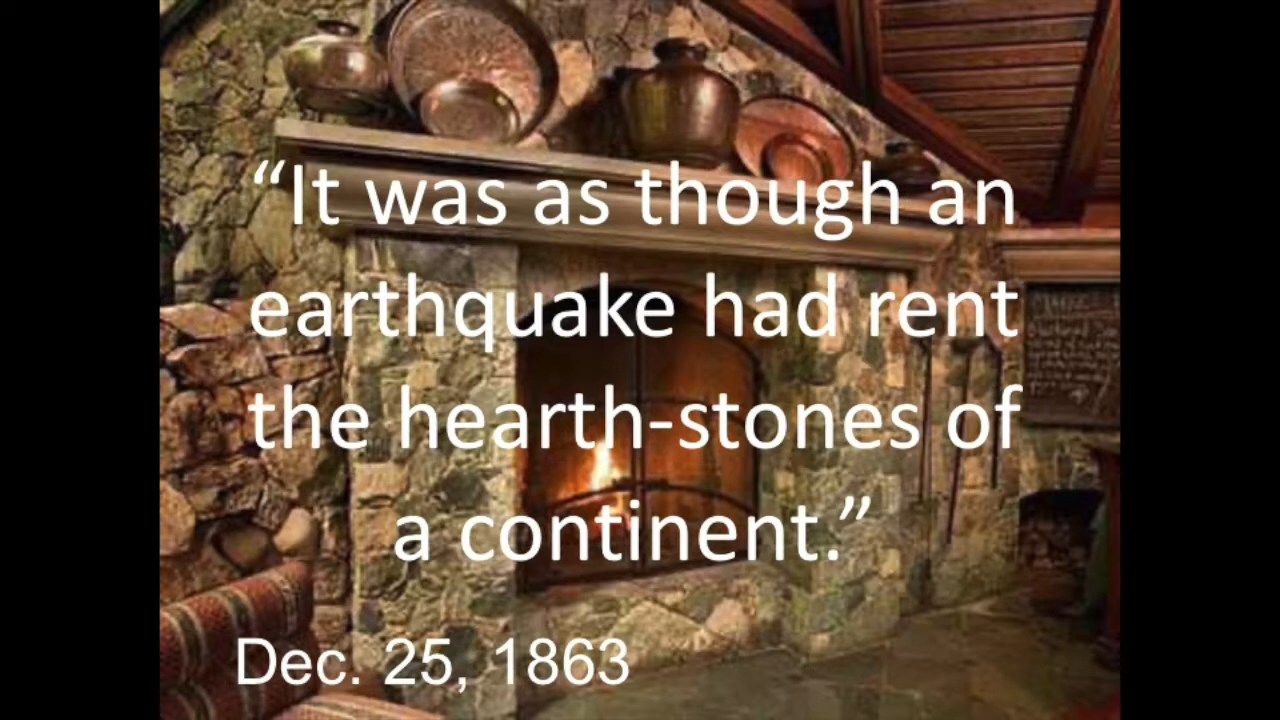 “It was as though an
earthquake had rent
the hearth-stones of
a continent.”
Dec. 25, 1863